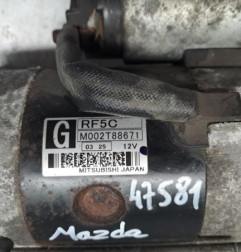 G RF5C
M002T88671
03 25 12V
MITSUBISHI JAPAN
47581
Mazda